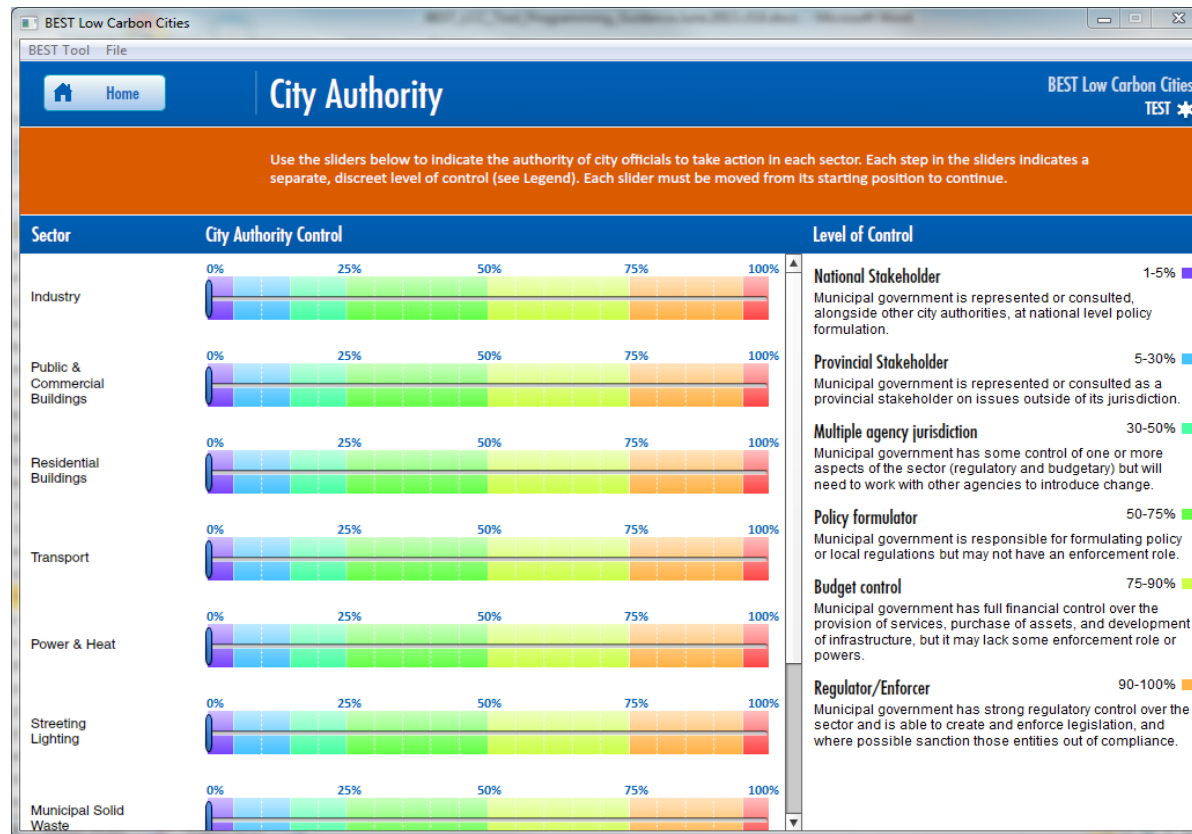 BEST Low Carbon Cities
BEST Tool File
Home
City Authority
BEST Low Carbon Cities
TEST
Use the sliders below to indicate the authority of city officials to take action in each sector. Each step in the sliders indicates a
separate, discreet level of control (see Legend). Each slider must be moved from its starting position to continue.
Sector
City Authority Control
Level of Control
0% 25% 50% 75% 100%
Industry
0% 25% 50% 75% 100%
Public &
Commercial
Buildings
0% 25% 50% 75% 100%
Residential
Buildings
0% 25% 50% 75% 100%
Transport
0% 25% 50% 75% 100%
Power & Heat
0% 25% 50% 75% 100%
Streeting
Lighting
0% 25% 50% 75% 100%
Municipal Solid
Waste
National Stakeholder 1-5%
Municipal government is represented or consulted,
alongside other city authorities, at national level policy
formulation.
Provincial Stakeholder 5-30%
Municipal government is represented or consulted as a
provincial stakeholder on issues outside of its jurisdiction.
Multiple agency jurisdiction 30-50%
Municipal government has some control of one or more
aspects of the sector (regulatory and budgetary) but will
need to work with other agencies to introduce change.
Policy formulator 50-75%
Municipal government is responsible for formulating policy
or local regulations but may not have an enforcement role.
Budget control 75-90%
Municipal government has full financial control over the
provision of services, purchase of assets, and development
of infrastructure, but it may lack some enforcement role or
powers.
Regulator/Enforcer 90-100%
Municipal government has strong regulatory control over the
sector and is able to create and enforce legislation, and
where possible sanction those entities out of compliance.